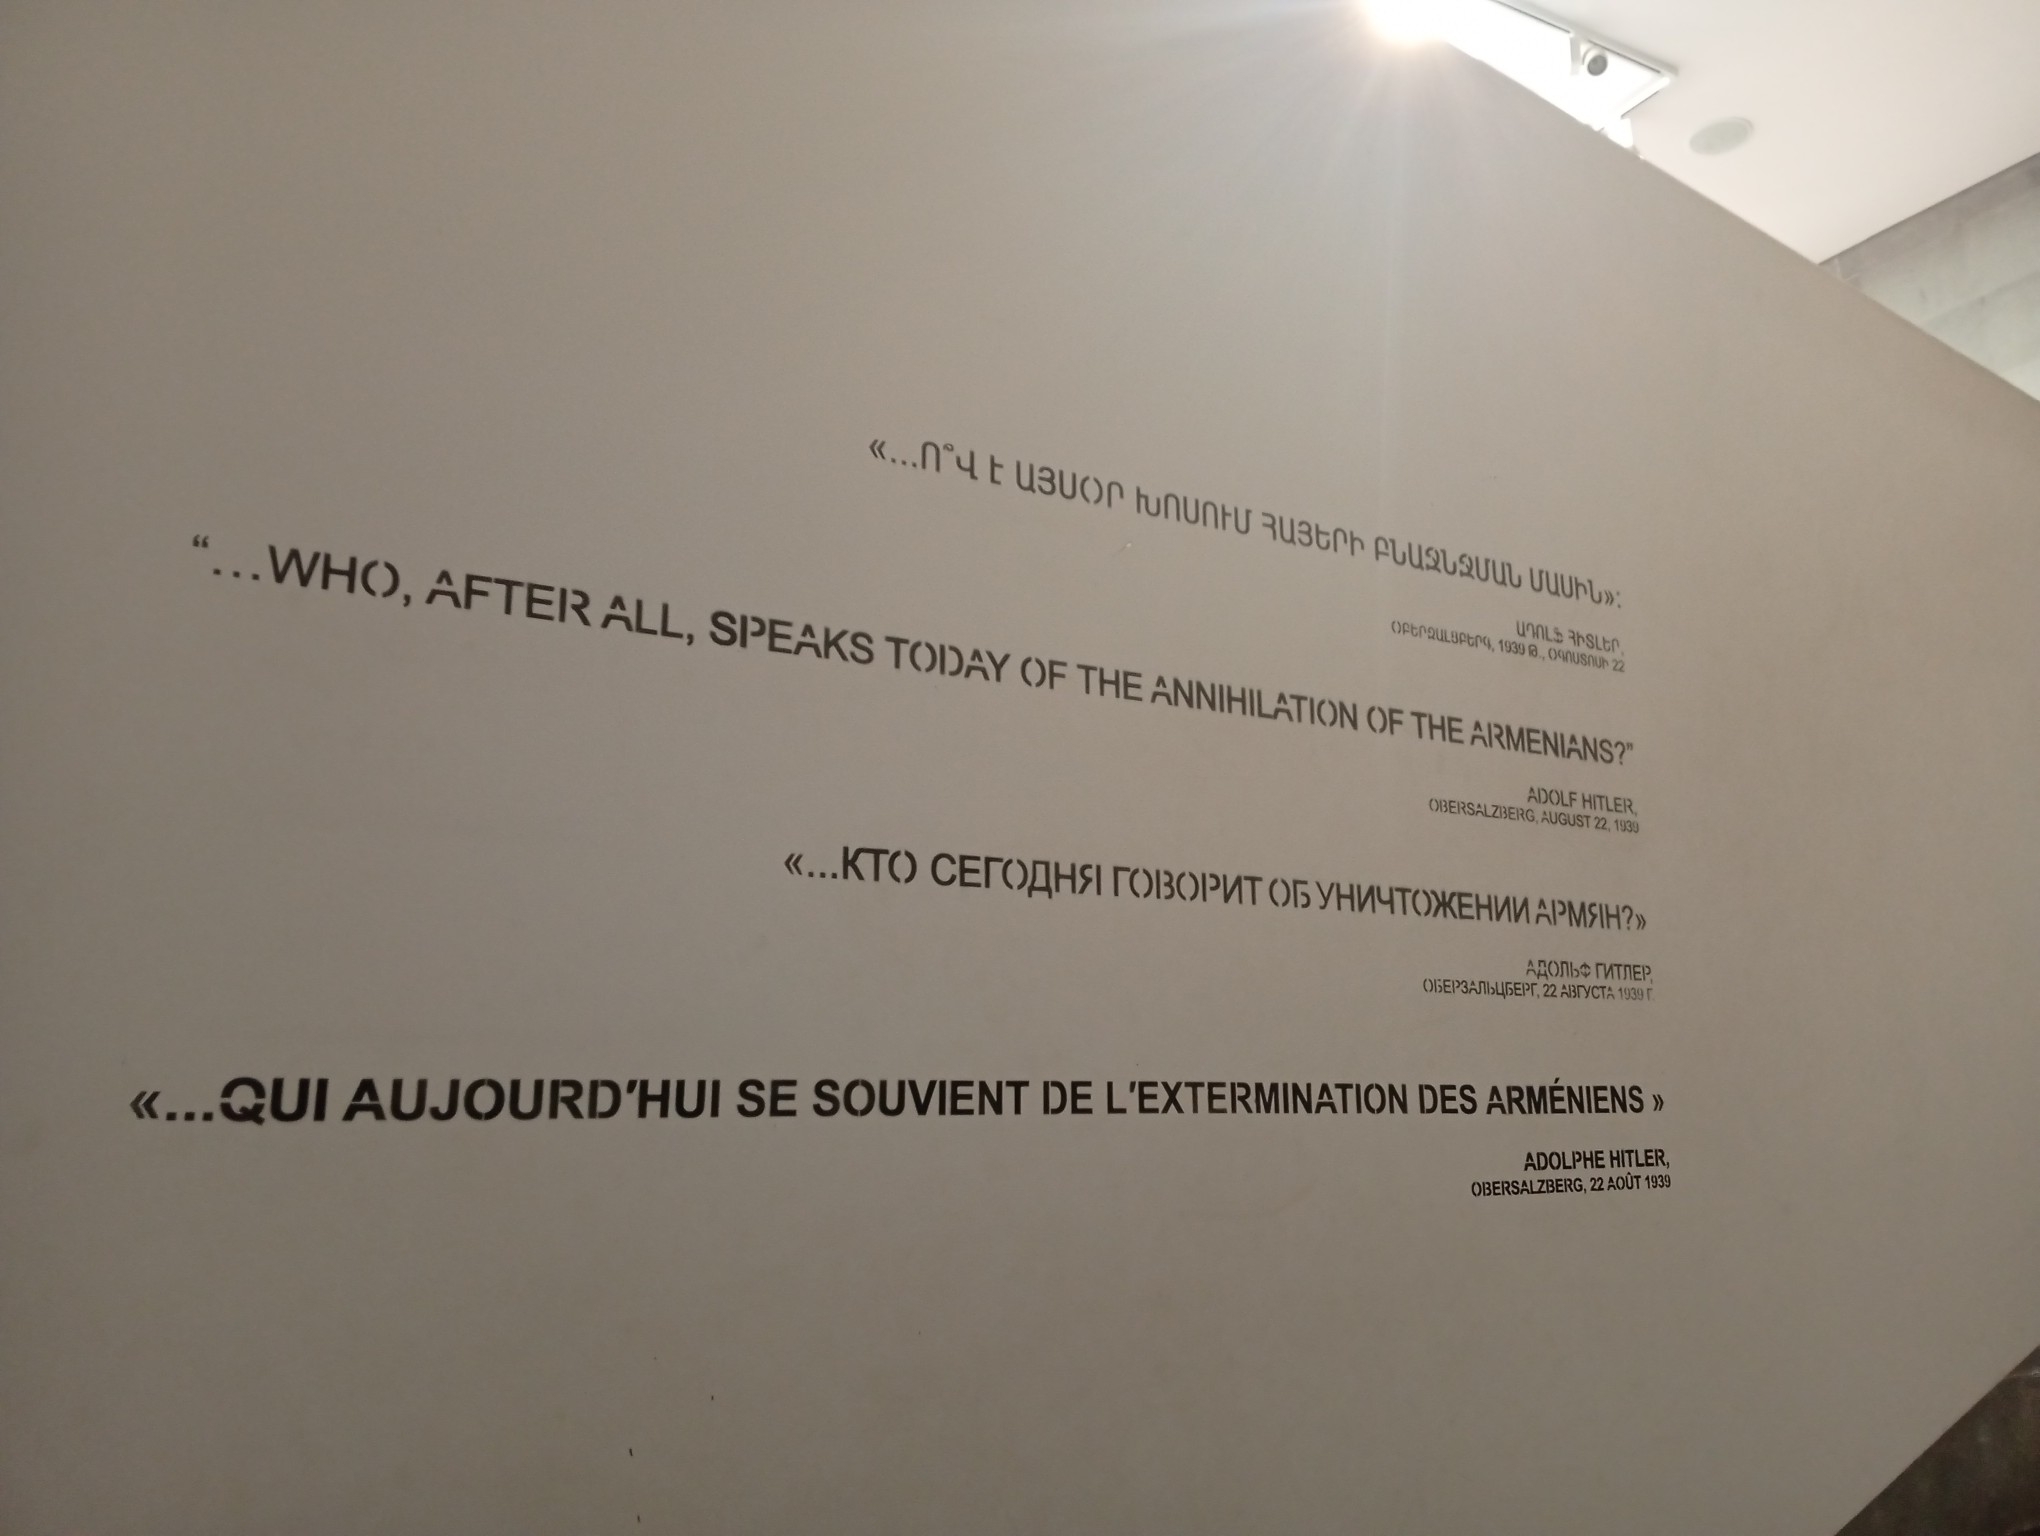 «...Ո՞Վ Է ԱՅՍՕՐ ԽՈՍՈՒՄ ՀԱՅԵՐԻ ԲՆԱՋՆՋՄԱՆ ՄԱՍԻՆ»:
ԱԴՈԼՖ ՀԻՏԼԵՐ,
ՕԲԵՐԶԱԼՑԲԵՐԳ, 1939 Թ., ՕԳՈՍՏՈՍԻ 22
“...WHO, AFTER ALL, SPEAKS TODAY OF THE ANNIHILATION OF THE ARMENIANS?”
ADOLF HITLER,
OBERSALZBERG, AUGUST 22, 1939
«...КТО СЕГОДНЯ ГОВОРИТ ОБ УНИЧТОЖЕНИИ АРМЯН?»
АДОЛЬФ ГИТЛЕР,
ОБЕРЗАЛЬЦБЕРГ, 22 АВГУСТА 1939 Г.
«...QUI AUJOURD'HUI SE SOUVIENT DE L'EXTERMINATION DES ARMÉNIENS »
ADOLPHE HITLER,
OBERSALZBERG, 22 AOÛT 1939